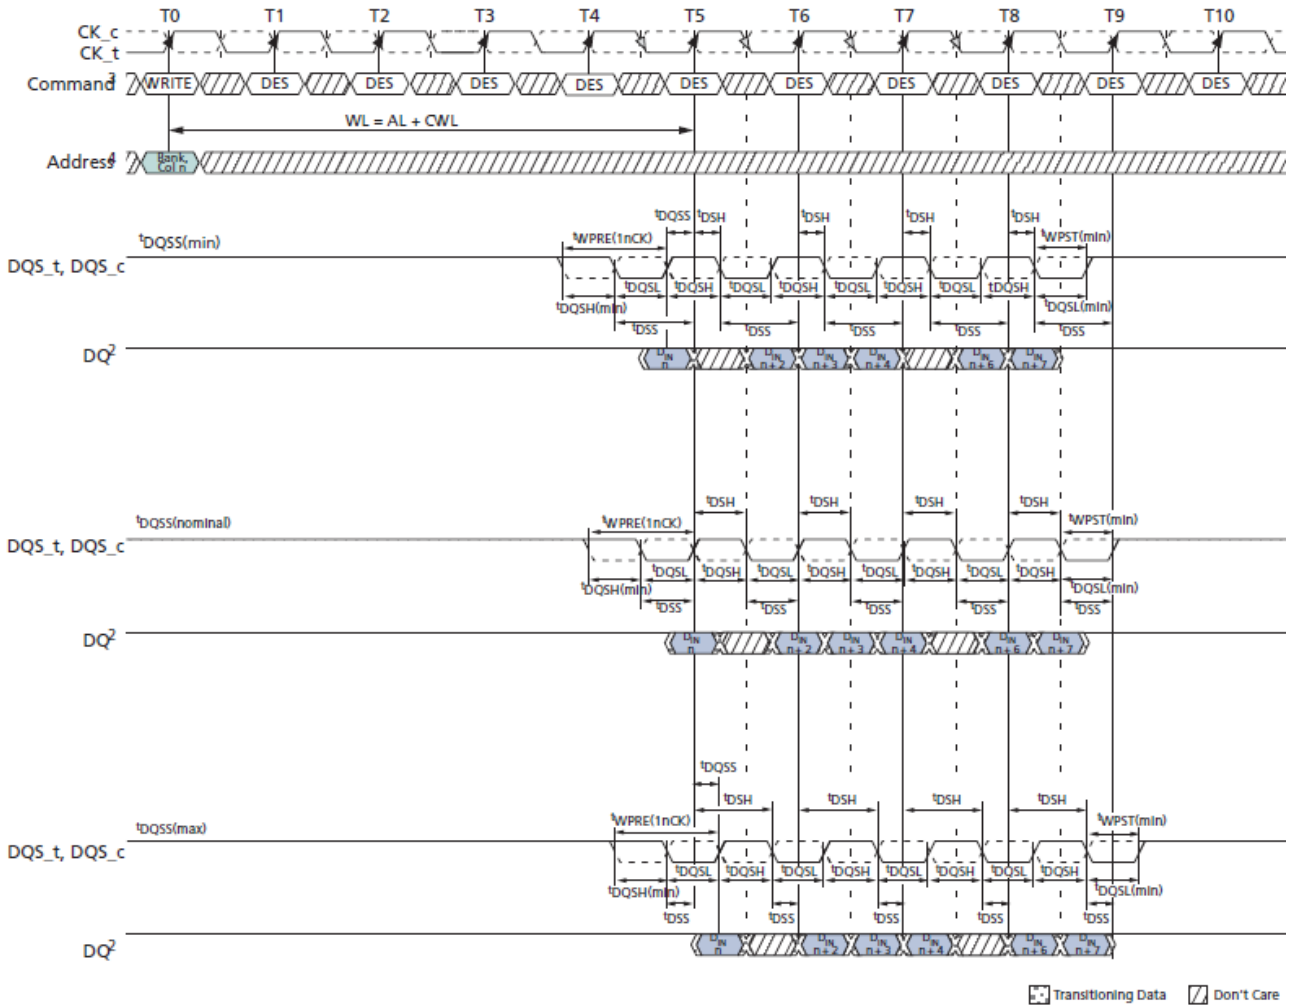 T0 T1 T2 T3 T4 T5 T6 T7 T8 T9 T10
CK_c
CK_t
Command3 WRITE DES DES DES DES DES DES DES DES DES DES
WL = AL + CWL
Address4 Bank, Col n
tDQSS tDSH tDSH tDSH tDSH
tDQSS(min) tWPRE(1nCK) tWPST(min)
DQS_t, DQS_c
tDQSL tDQSH tDQSL tDQSH tDQSL tDQSH tDQSL tDQSH
tDQSH(min) tDQSL(min)
tDSS tDSS tDSS tDSS tDSS
DQ2 DIN n DIN n+2 DIN n+3 DIN n+4 DIN n+6 DIN n+7
tDSH tDSH tDSH tDSH
tDQSS(nominal) tWPRE(1nCK) tWPST(min)
DQS_t, DQS_c
tDQSL tDQSH tDQSL tDQSH tDQSL tDQSH tDQSL tDQSH
tDQSH(min) tDQSL(min)
tDSS tDSS tDSS tDSS tDSS
DQ2 DIN n DIN n+2 DIN n+3 DIN n+4 DIN n+6 DIN n+7
tDQSS
tDSH tDSH tDSH tDSH
tDQSS(max) tWPRE(1nCK) tWPST(min)
DQS_t, DQS_c
tDQSL tDQSH tDQSL tDQSH tDQSL tDQSH tDQSL tDQSH
tDQSH(min) tDQSL(min)
tDSS tDSS tDSS tDSS tDSS
DQ2 DIN n DIN n+2 DIN n+3 DIN n+4 DIN n+6 DIN n+7
Transitioning Data Don't Care